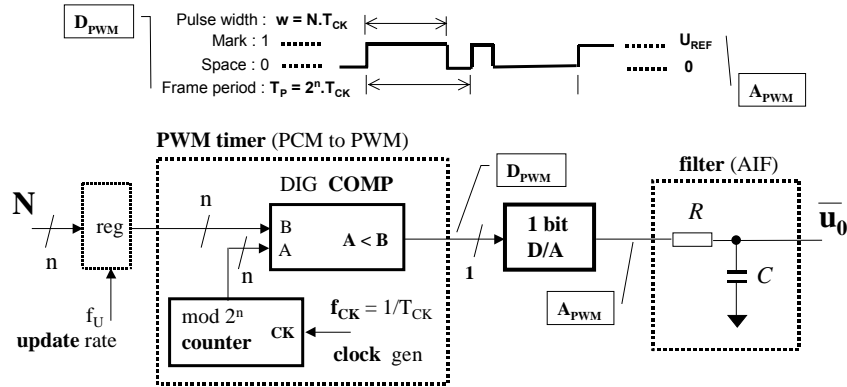 D_PWM
Pulse width : w = N.T_CK
Mark : 1
Space : 0
Frame period : T_P = 2^n.T_CK
U_REF
0
A_PWM
PWM timer (PCM to PWM)
D_PWM
filter (AIF)
DIG COMP
N
n
reg
n
B
A
A < B
n
1
1 bit
D/A
R
u_0
A_PWM
C
f_U
update rate
mod 2^n
counter
CK
f_CK = 1/T_CK
clock gen